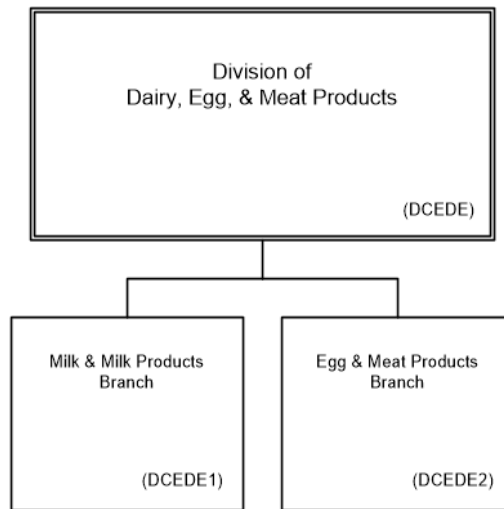 Division of
Dairy, Egg, & Meat Products
(DCEDE)
Milk & Milk Products
Branch
(DCEDE1)
Egg & Meat Products
Branch
(DCEDE2)